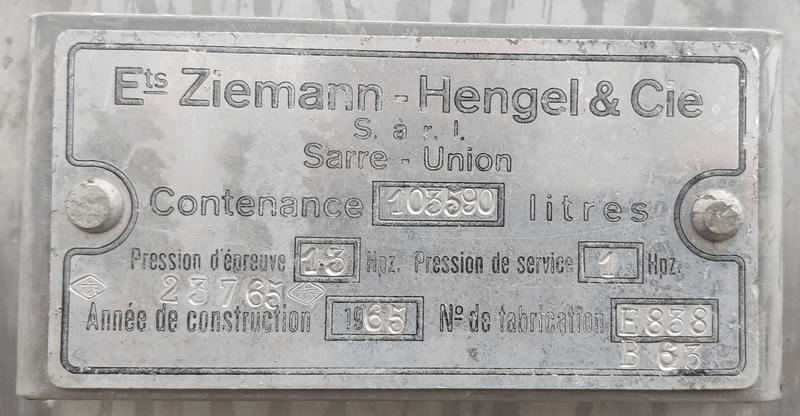 Ets Ziemann - Hengel & Cie
S. à r. l.
Sarre - Union
Contenance 103590 litres
Pression d'épreuve 1.3 Hpz. Pression de service 1 Hpz.
23765
Année de construction 1965 No de fabrication E838
B 63